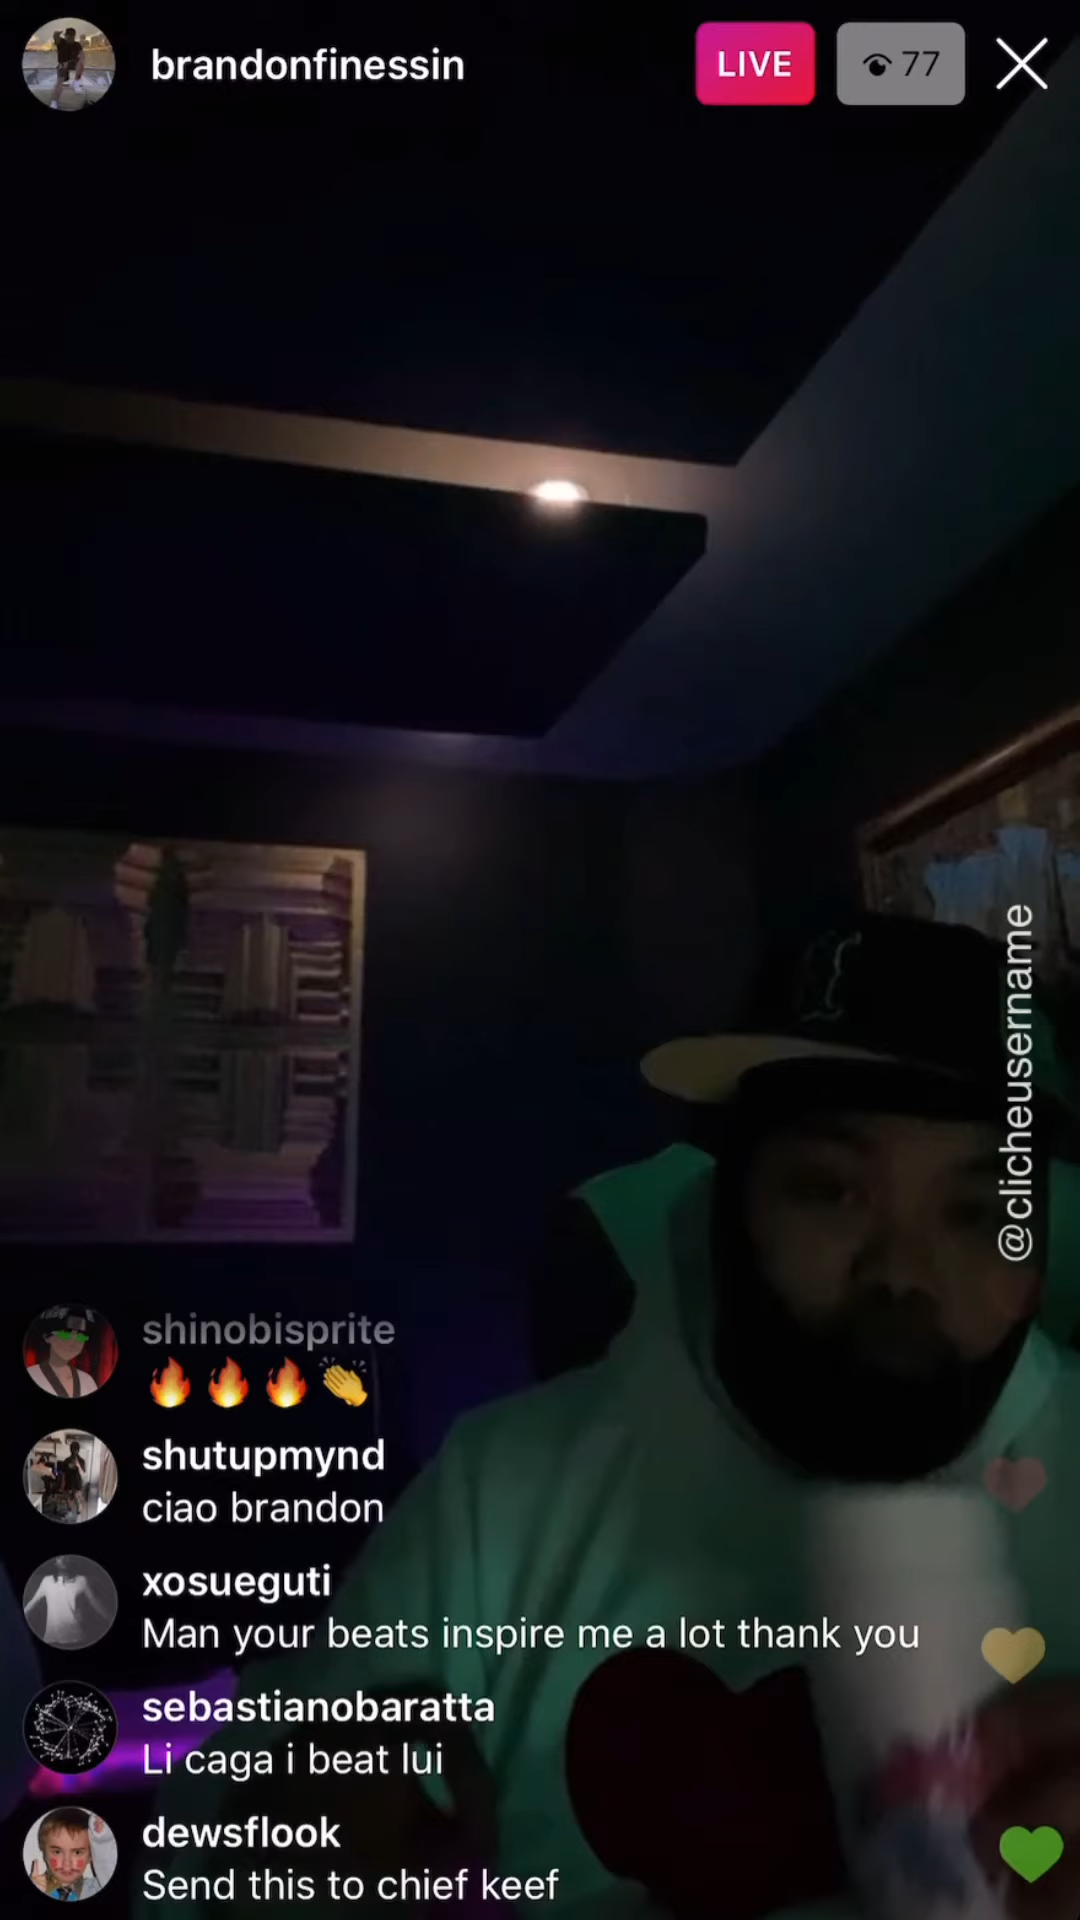 brandonfinessin
LIVE
77
@clicheusername
shinobisprite
🔥🔥🔥👏
shutupmynd
ciao brandon
xosueguti
Man your beats inspire me a lot thank you
sebastianobaratta
Li caga i beat lui
dewsflook
Send this to chief keef